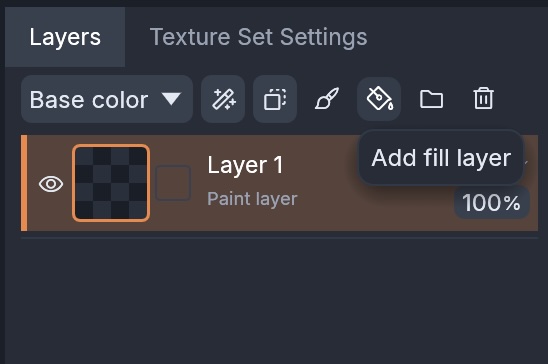 Layers
Texture Set Settings
Base color
Add fill layer
Layer 1
Paint layer
100%